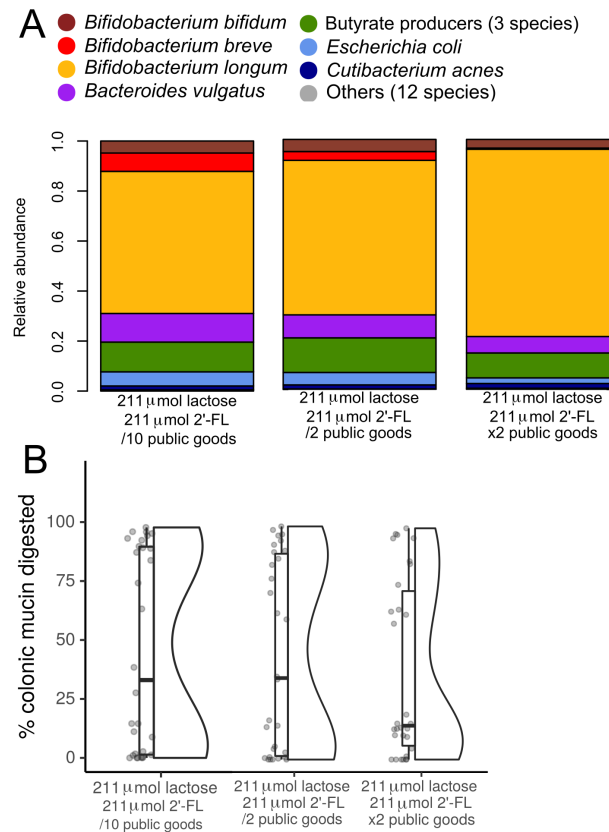 A
Bifidobacterium bifidum
Bifidobacterium breve
Bifidobacterium longum
Bacteroides vulgatus
Butyrate producers (3 species)
Escherichia coli
Cutibacterium acnes
Others (12 species)
Relative abundance
1.0
0.8
0.6
0.4
0.2
0.0
211 μmol lactose
211 μmol 2'-FL
/10 public goods
211 μmol lactose
211 μmol 2'-FL
/2 public goods
211 μmol lactose
211 μmol 2'-FL
x2 public goods
B
% colonic mucin digested
100
75
50
25
0
211 μmol lactose
211 μmol 2'-FL
/10 public goods
211 μmol lactose
211 μmol 2'-FL
/2 public goods
211 μmol lactose
211 μmol 2'-FL
x2 public goods